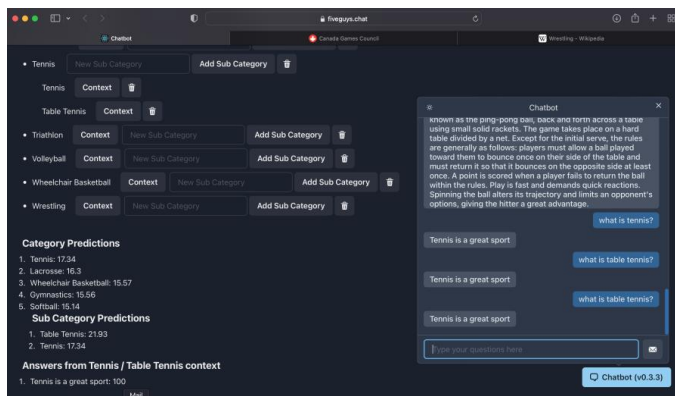 fiveguys.chat
Chatbot
Canada Games Council
W Wrestling - Wikipedia
Tennis New Sub Category Add Sub Category
Tennis Context
Table Tennis Context
Triathlon Context New Sub Category Add Sub Category
Volleyball Context New Sub Category Add Sub Category
Wheelchair Basketball Context New Sub Category Add Sub Category
Wrestling Context New Sub Category Add Sub Category
Category Predictions
1. Tennis: 17.34
2. Lacrosse: 16.3
3. Wheelchair Basketball: 15.57
4. Gymnastics: 15.56
5. Softball: 15.14
Sub Category Predictions
1. Table Tennis: 21.93
2. Tennis: 17.34
Answers from Tennis / Table Tennis context
1. Tennis is a great sport: 100
Mail
Chatbot
known as the ping-pong ball, back and forth across a table
using small solid rackets. The game takes place on a hard
table divided by a net. Except for the initial serve, the rules
are generally as follows: players must allow a ball played
toward them to bounce once on their side of the table and
must return it so that it bounces on the opposite side at least
once. A point is scored when a player fails to return the ball
within the rules. Play is fast and demands quick reactions.
Spinning the ball alters its trajectory and limits an opponent's
options, giving the hitter a great advantage.
what is tennis?
Tennis is a great sport
what is table tennis?
Tennis is a great sport
what is table tennis?
Tennis is a great sport
Type your questions here
Chatbot (v0.3.3)